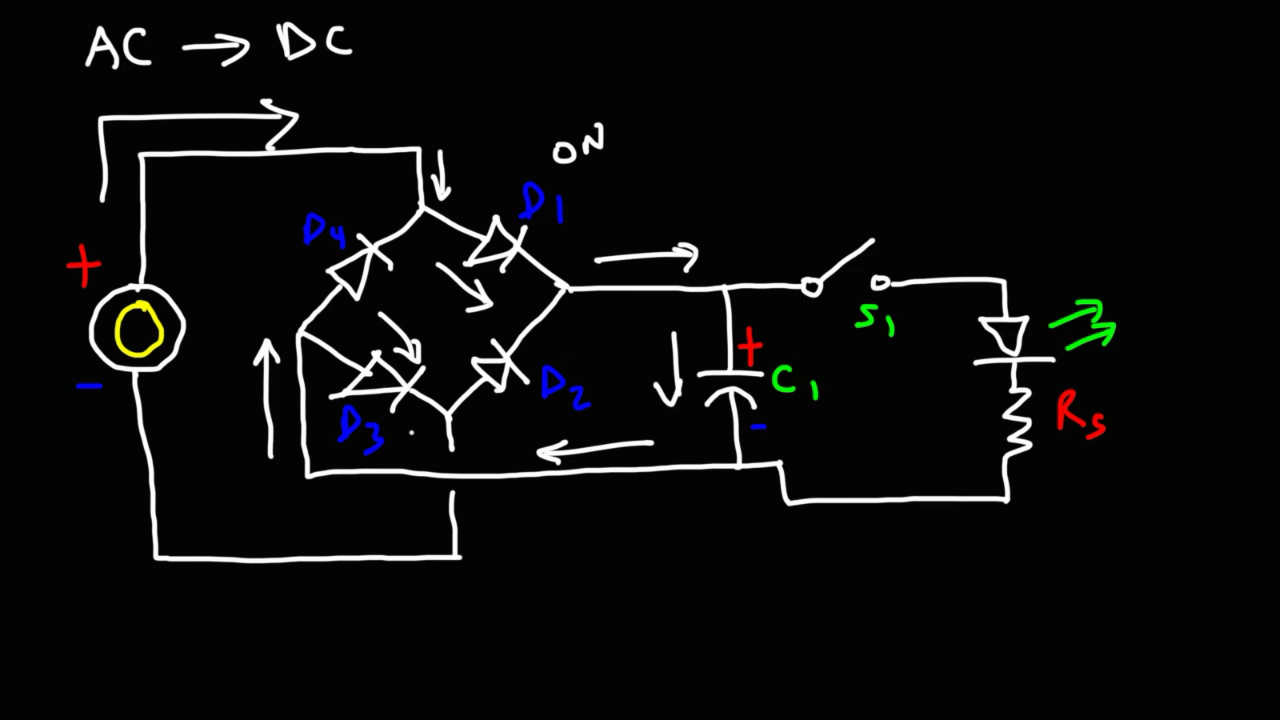 AC → DC
ON
D1
D4
+
S1
+
C1
-
D2
D3
-
Rs